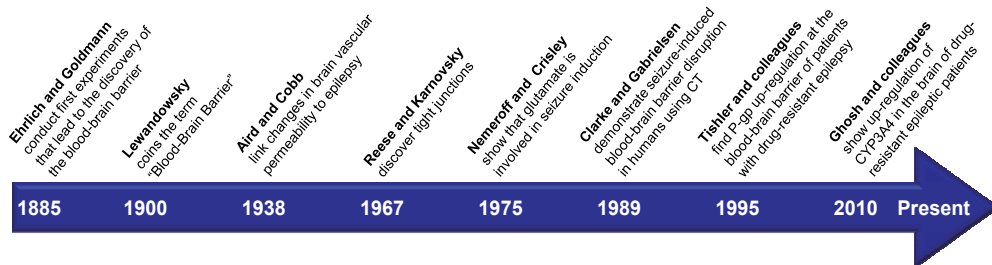 Ehrlich and Goldmann
conduct first experiments
that lead to the discovery of
the blood-brain barrier
Lewandowsky
coins the term
"Blood-Brain Barrier"
Aird and Cobb
link changes in brain vascular
permeability to epilepsy
Reese and Karnovsky
discover tight junctions
Nemeroff and Crisley
show that glutamate is
involved in seizure induction
Clarke and Gabrielsen
demonstrate seizure-induced
blood-brain barrier disruption
in humans using CT
Tishler and colleagues
find P-gp up-regulation at the
blood-brain barrier of patients
with drug-resistant epilepsy
Ghosh and colleagues
show up-regulation of
CYP3A4 in the brain of drug-
resistant epileptic patients
1885 1900 1938 1967 1975 1989 1995 2010 Present